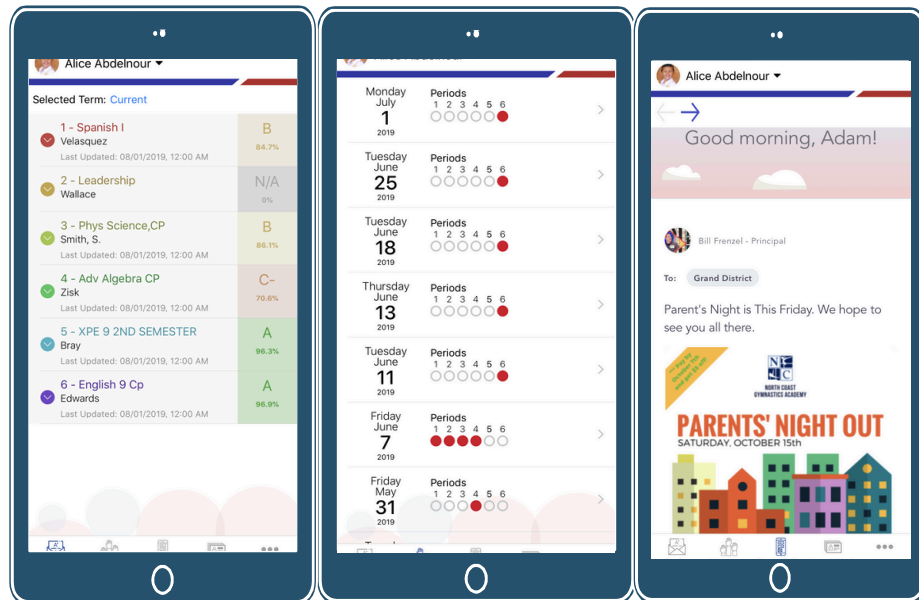 Alice Abdelnour
Selected Term: Current
1 - Spanish I
Velasquez
Last Updated: 08/01/2019, 12:00 AM
B
84.7%
2 - Leadership
Wallace
N/A
0%
3 - Phys Science,CP
Smith, S.
Last Updated: 08/01/2019, 12:00 AM
B
86.1%
4 - Adv Algebra CP
Zisk
Last Updated: 08/01/2019, 12:00 AM
C-
70.6%
5 - XPE 9 2ND SEMESTER
Bray
Last Updated: 08/01/2019, 12:00 AM
A
96.3%
6 - English 9 Cp
Edwards
Last Updated: 08/01/2019, 12:00 AM
A
96.9%
Monday
July
1
2019
Periods
1 2 3 4 5 6
Tuesday
June
25
2019
Periods
1 2 3 4 5 6
Tuesday
June
18
2019
Periods
1 2 3 4 5 6
Thursday
June
13
2019
Periods
1 2 3 4 5 6
Tuesday
June
11
2019
Periods
1 2 3 4 5 6
Friday
June
7
2019
Periods
1 2 3 4 5 6
Friday
May
31
2019
Periods
1 2 3 4 5 6
Alice Abdelnour
Good morning, Adam!
Bill Frenzel - Principal
To: Grand District
Parent's Night is This Friday. We hope to
see you all there.
NORTH COAST
GYMNASTICS ACADEMY
PARENTS' NIGHT OUT
SATURDAY, OCTOBER 15th